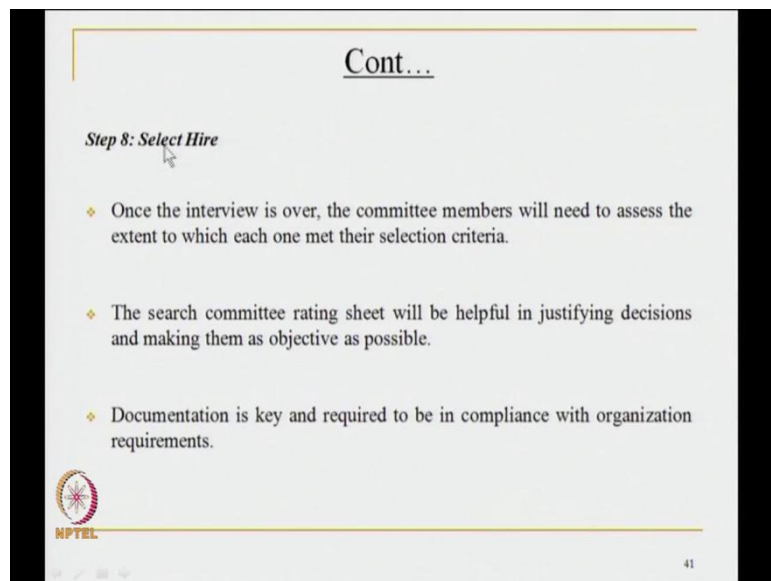 Cont...
Step 8: Select Hire
Once the interview is over, the committee members will need to assess the
extent to which each one met their selection criteria.
The search committee rating sheet will be helpful in justifying decisions
and making them as objective as possible.
Documentation is key and required to be in compliance with organization
requirements.
NPTEL
41